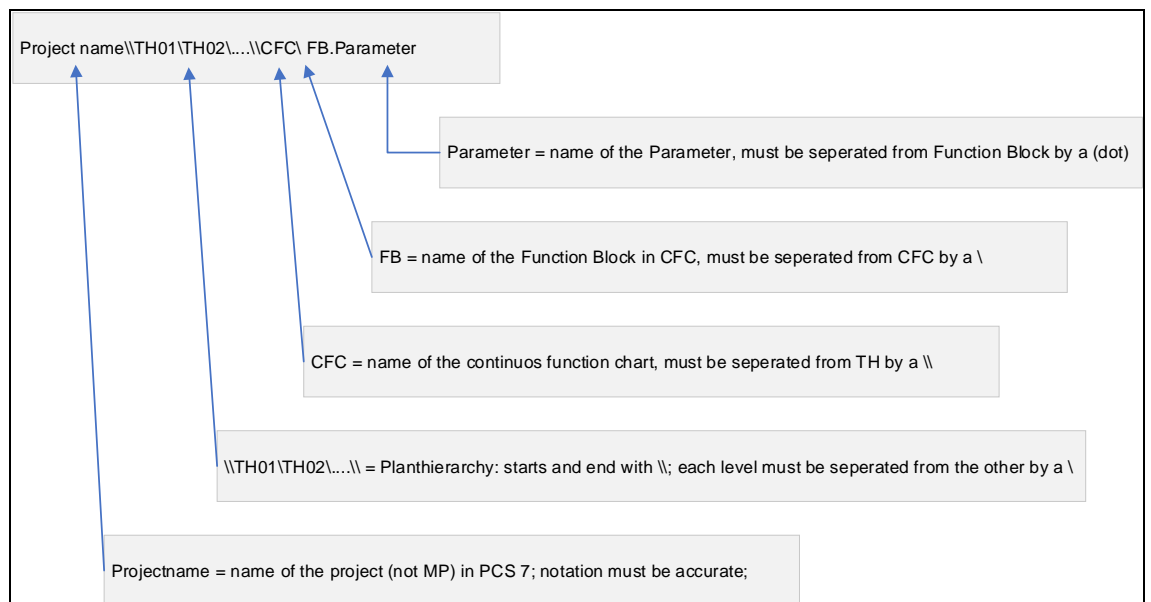 Project name\\TH01\TH02\....\\CFC\ FB.Parameter
Parameter = name of the Parameter, must be seperated from Function Block by a (dot)
FB = name of the Function Block in CFC, must be seperated from CFC by a \
CFC = name of the continuos function chart, must be seperated from TH by a \\
\\TH01\TH02\....\\ = Planthierarchy: starts and end with \\; each level must be seperated from the other by a \
Projectname = name of the project (not MP) in PCS 7; notation must be accurate;